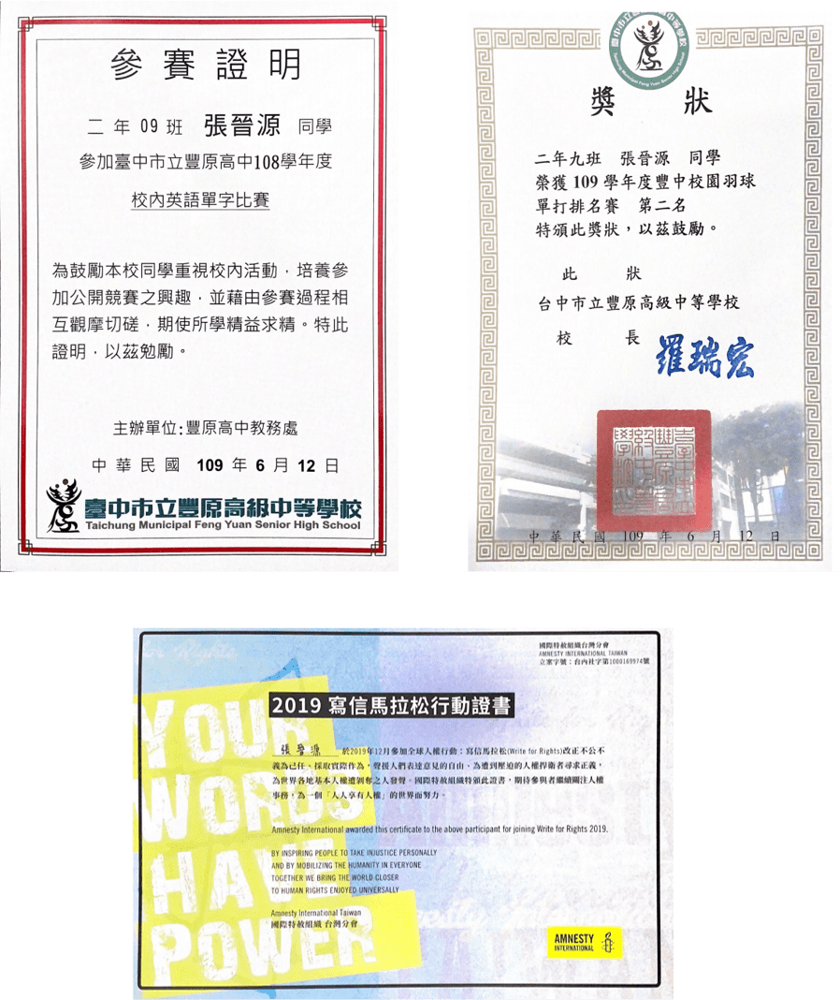 參賽證明
二年09班 張晉源 同學
參加臺中市立豐原高中108學年度
校內英語單字比賽
為鼓勵本校同學重視校內活動，培養參
加公開競賽之興趣，並藉由參賽過程相
互觀摩切磋，期使所學精益求精。特此
證明，以茲勉勵。
主辦單位:豐原高中教務處
中華民國 109 年 6 月 12 日
臺中市立豐原高級中等學校
Taichung Municipal Feng Yuan Senior High School
臺中市立豐原高級中等學校
Taichung Municipal Feng Yuan Senior High School
獎狀
二年九班 張晉源 同學
榮獲 109 學年度豐中校園羽球
單打排名賽 第二名
特頒此獎狀，以茲鼓勵。
此狀
台中市立豐原高級中等學校
校長 羅瑞宏
中華民國 109 年 6 月 12 日
國際特赦組織台灣分會
AMNESTY INTERNATIONAL TAIWAN
立案字號：台內社字第1000169974號
YOUR
WORDS
HAVE
POWER
2019 寫信馬拉松行動證書
張晉源 於2019年12月參加全球人權行動：寫信馬拉松(Write for Rights)改正不公不
義為己任、採取實際作為，聲援人們表達意見的自由、為遭到壓迫的人權捍衛者尋求正義，
為世界各地基本人權遭剝奪之人發聲。國際特赦組織特頒此證書，期待參與者繼續關注人權
事務，為一個「人人享有人權」的世界而努力。
Amnesty International awarded this certificate to the above participant for joining Write for Rights 2019.
BY INSPIRING PEOPLE TO TAKE INJUSTICE PERSONALLY
AND BY MOBILIZING THE HUMANITY IN EVERYONE
TOGETHER WE BRING THE WORLD CLOSER
TO HUMAN RIGHTS ENJOYED UNIVERSALLY
Amnesty International Taiwan
國際特赦組織 台灣分會
AMNESTY
INTERNATIONAL